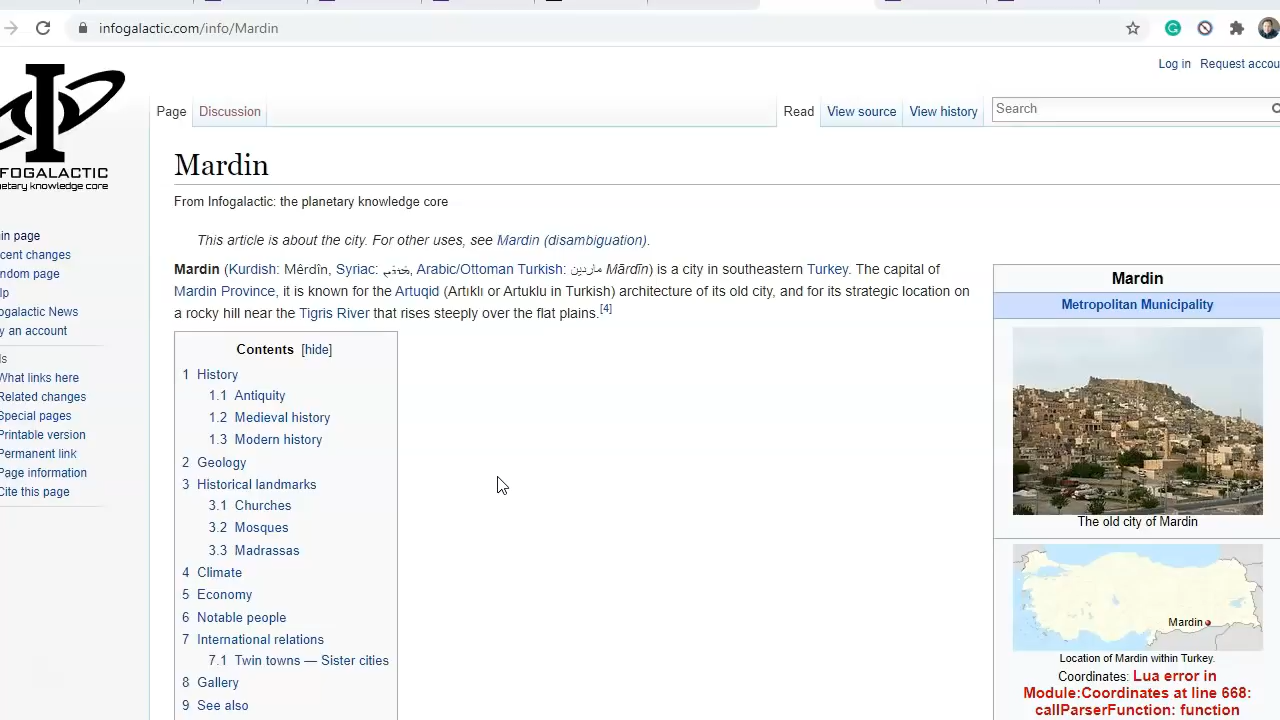 infogalactic.com/info/Mardin
Log in Request accou
FOGALACTIC
etary knowledge core
Page Discussion Read View source View history Search
Mardin
From Infogalactic: the planetary knowledge core
This article is about the city. For other uses, see Mardin (disambiguation).
Mardin (Kurdish: Mêrdîn, Syriac: , Arabic/Ottoman Turkish: ماردين Mārdīn) is a city in southeastern Turkey. The capital of
Mardin Province, it is known for the Artuqid (Artıklı or Artuklu in Turkish) architecture of its old city, and for its strategic location on
a rocky hill near the Tigris River that rises steeply over the flat plains.[4]
in page
cent changes
ndom page
lp
ogalactic News
y an account
ls
What links here
Related changes
Special pages
Printable version
Permanent link
Page information
Cite this page
Contents [hide]
1 History
1.1 Antiquity
1.2 Medieval history
1.3 Modern history
2 Geology
3 Historical landmarks
3.1 Churches
3.2 Mosques
3.3 Madrassas
4 Climate
5 Economy
6 Notable people
7 International relations
7.1 Twin towns — Sister cities
8 Gallery
9 See also
Mardin
Metropolitan Municipality
The old city of Mardin
Mardin
Location of Mardin within Turkey.
Coordinates: Lua error in
Module:Coordinates at line 668:
callParserFunction: function